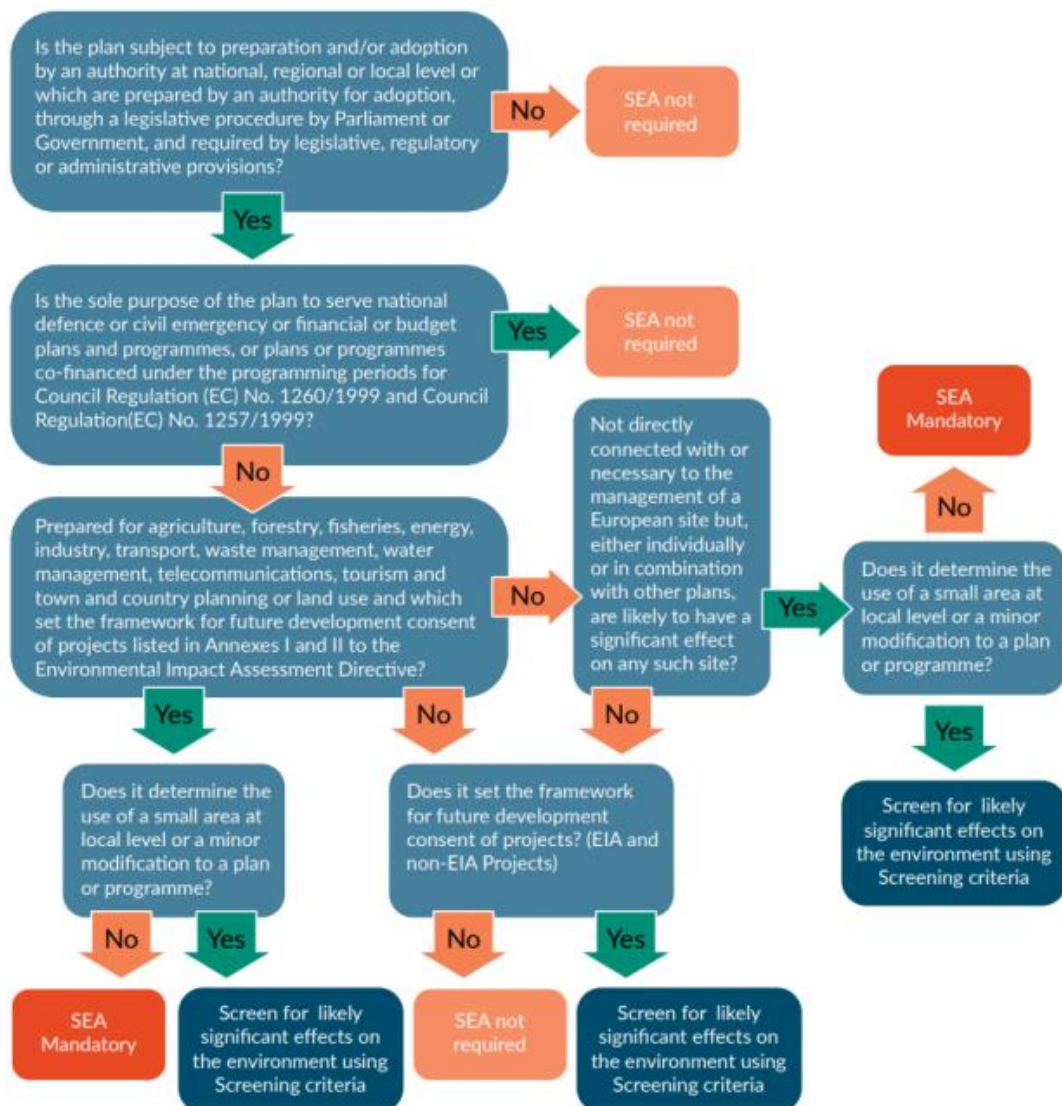 Is the plan subject to preparation and/or adoption
by an authority at national, regional or local level or
which are prepared by an authority for adoption,
through a legislative procedure by Parliament or
Government, and required by legislative, regulatory
or administrative provisions?
No
SEA not
required
Yes
Is the sole purpose of the plan to serve national
defence or civil emergency or financial or budget
plans and programmes, or plans or programmes
co-financed under the programming periods for
Council Regulation (EC) No. 1260/1999 and Council
Regulation(EC) No. 1257/1999?
Yes
SEA not
required
No
Prepared for agriculture, forestry, fisheries, energy,
industry, transport, waste management, water
management, telecommunications, tourism and
town and country planning or land use and which
set the framework for future development consent
of projects listed in Annexes I and II to the
Environmental Impact Assessment Directive?
No
Not directly
connected with or
necessary to the
management of a
European site but,
either individually
or in combination
with other plans,
are likely to have a
significant effect
on any such site?
Yes
SEA
Mandatory
No
Does it determine the
use of a small area at
local level or a minor
modification to a plan
or programme?
Yes
Screen for likely
significant effects on
the environment using
Screening criteria
Yes
No
No
Does it determine the
use of a small area at
local level or a minor
modification to a plan
or programme?
Does it set the framework
for future development
consent of projects? (EIA and
non-EIA Projects)
No
Yes
No
Yes
SEA
Mandatory
Screen for likely
significant effects on
the environment using
Screening criteria
SEA not
required
Screen for likely
significant effects on
the environment using
Screening criteria